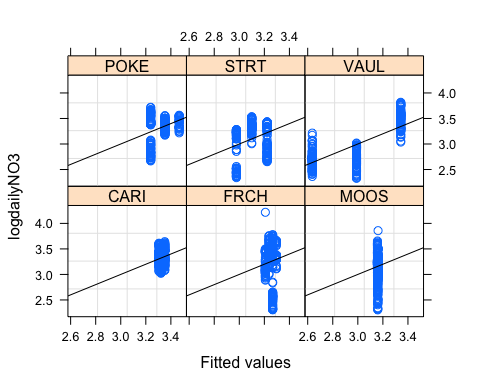 2.6 2.8 3.0 3.2 3.4
POKE STRT VAUL
4.0
3.5
3.0
2.5
CARI FRCH MOOS
4.0
3.5
3.0
2.5
logdailyNO3
2.6 2.8 3.0 3.2 3.4 2.6 2.8 3.0 3.2 3.4
Fitted values